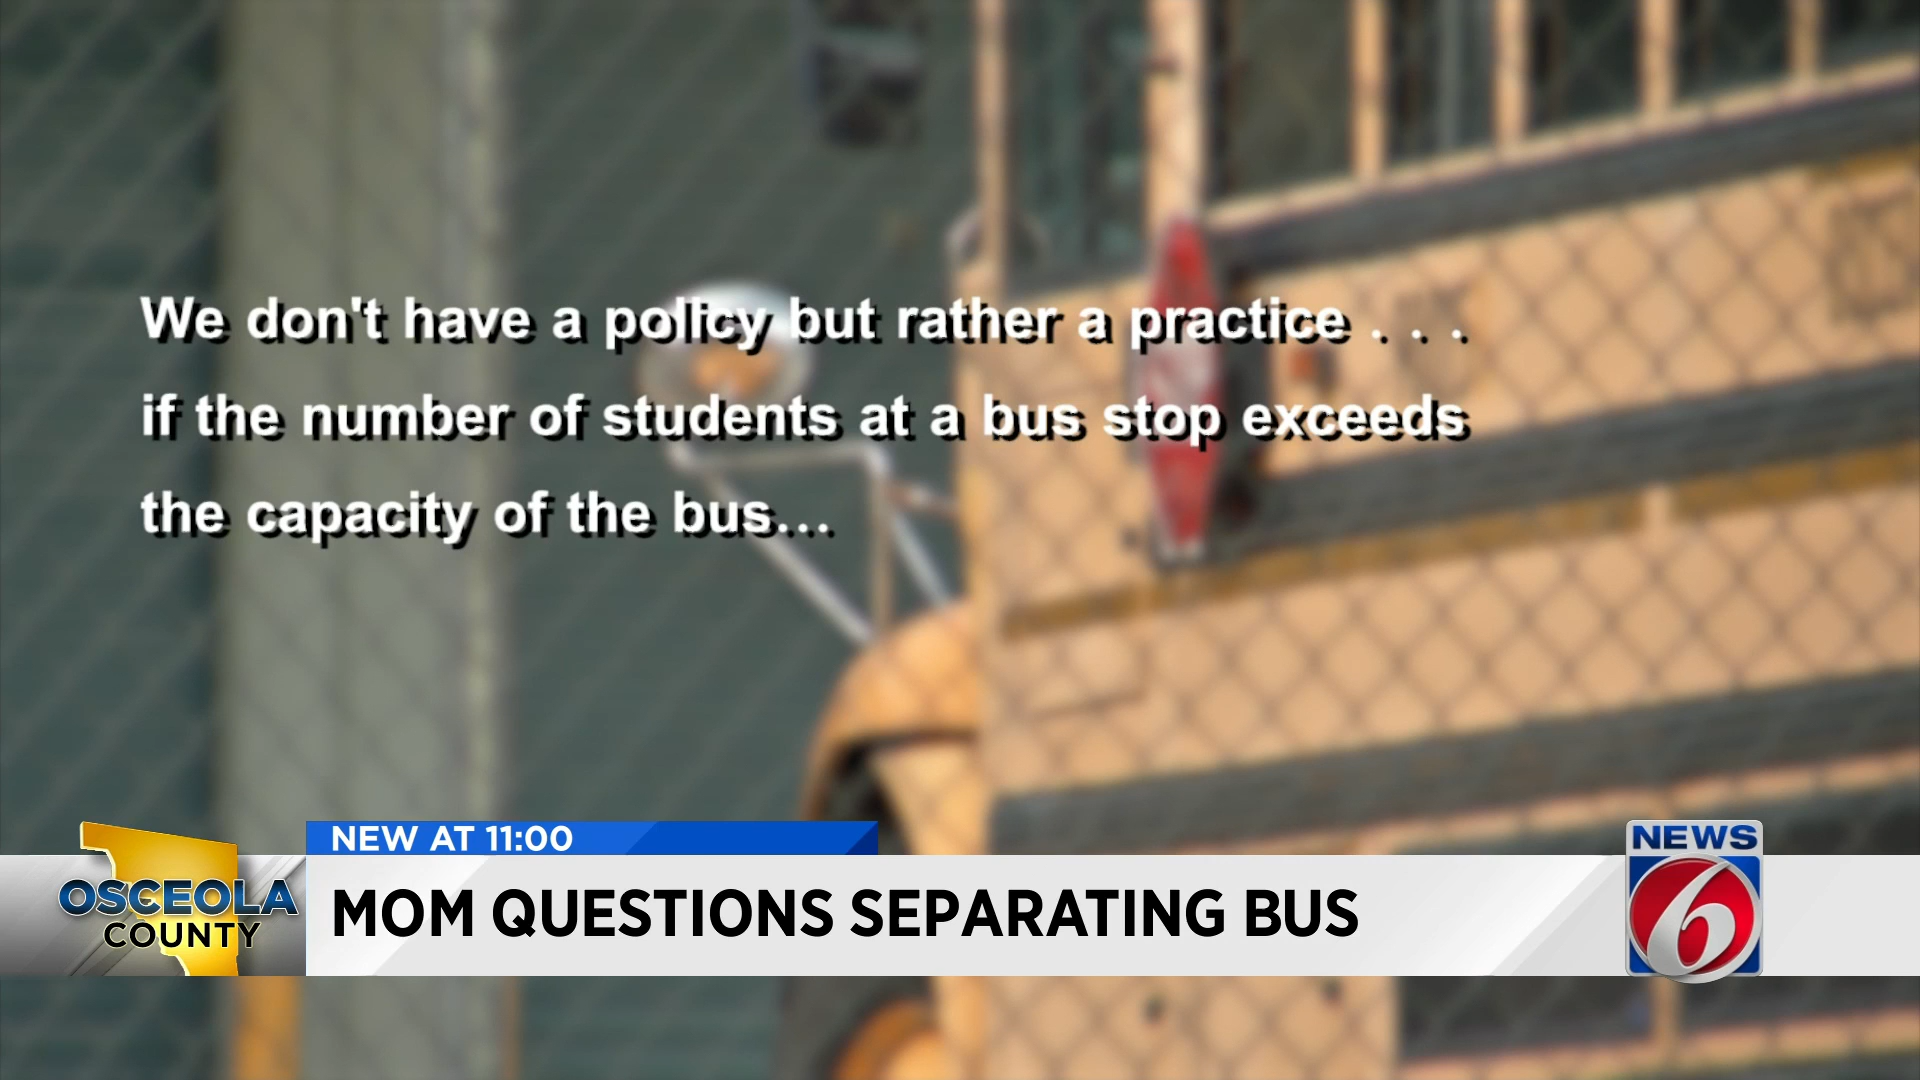 We don't have a policy but rather a practice . . .
if the number of students at a bus stop exceeds
the capacity of the bus...
NEW AT 11:00
OSCEOLA
COUNTY
MOM QUESTIONS SEPARATING BUS
NEWS
6